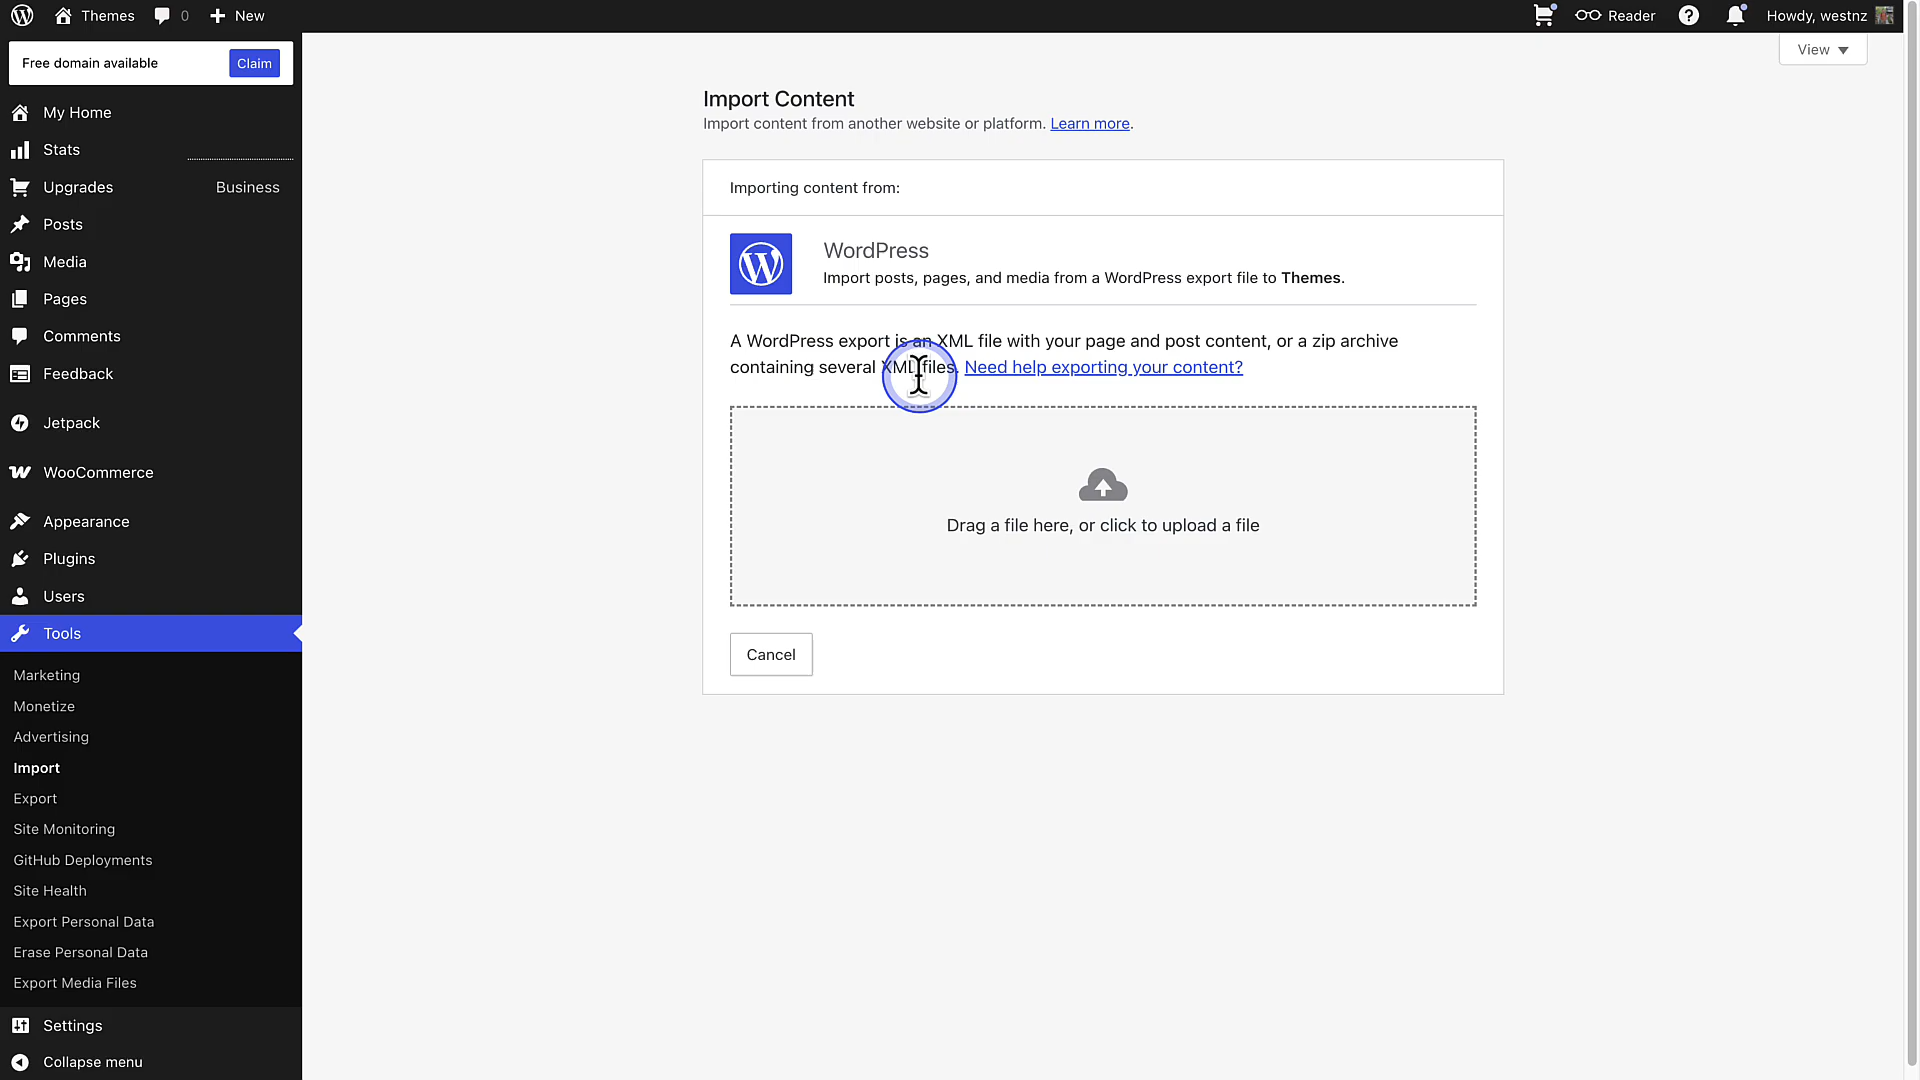 Themes
0
New
Reader
Howdy, westnz
Free domain available
Claim
View
My Home
Stats
Upgrades
Business
Posts
Media
Pages
Comments
Feedback
Jetpack
WooCommerce
Appearance
Plugins
Users
Tools
Marketing
Monetize
Advertising
Import
Export
Site Monitoring
GitHub Deployments
Site Health
Export Personal Data
Erase Personal Data
Export Media Files
Settings
Collapse menu
Import Content
Import content from another website or platform. Learn more.
Importing content from:
WordPress
Import posts, pages, and media from a WordPress export file to Themes.
A WordPress export is an XML file with your page and post content, or a zip archive
containing several XML files. Need help exporting your content?
Drag a file here, or click to upload a file
Cancel